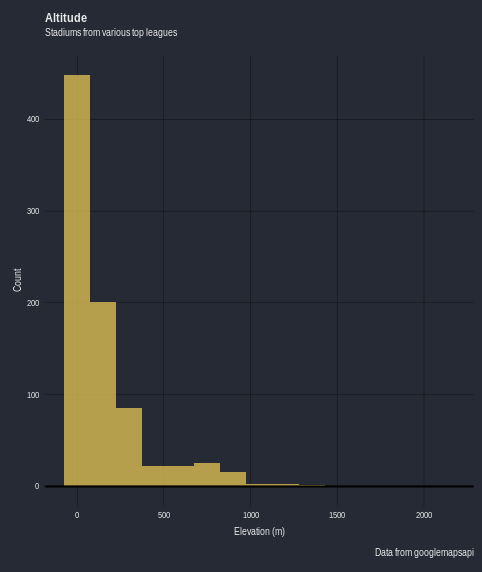 Altitude
Stadiums from various top leagues
400
300
200
100
0
Count
0 500 1000 1500 2000
Elevation (m)
Data from googlemapsapi